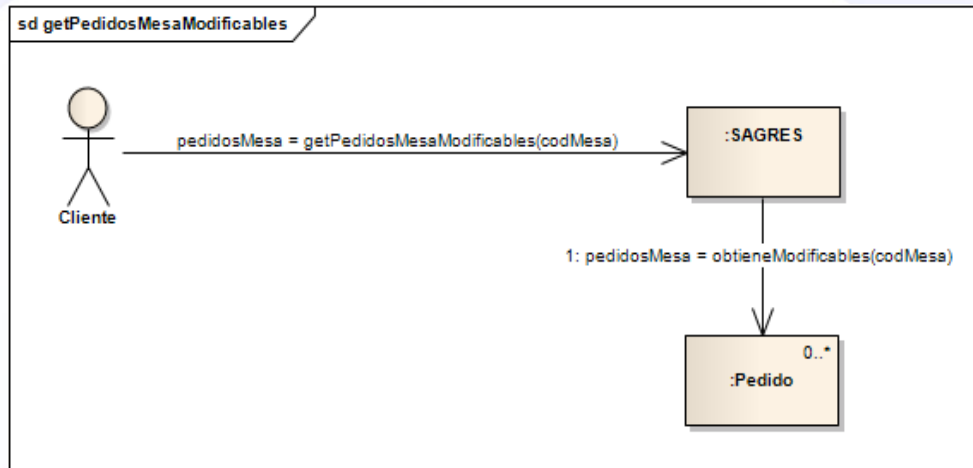 sd getPedidosMesaModificables
pedidosMesa = getPedidosMesaModificables(codMesa)
:SAGRES
Cliente
1: pedidosMesa = obtieneModificables(codMesa)
0..*
:Pedido